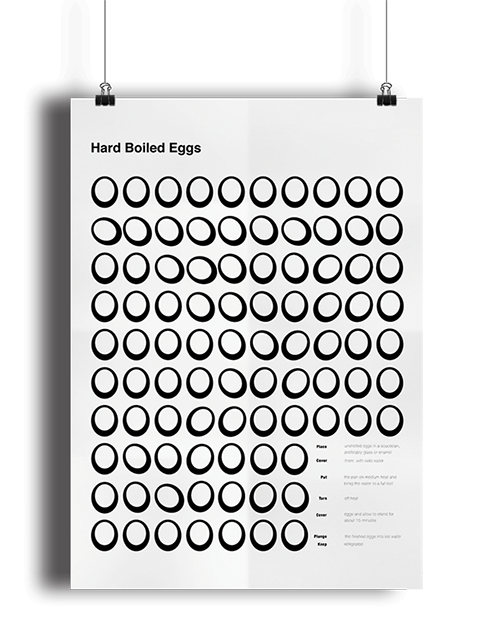 Hard Boiled Eggs
Place
uncooked eggs in a saucepan,
preferably glass or enamel
Cover
them with cold water
Put
the pan on medium heat and
bring the water to a full boil
Turn
off heat
Cover
eggs and allow to stand for
about 15 minutes
Plunge
the finished eggs into ice water
Keep
refrigerated